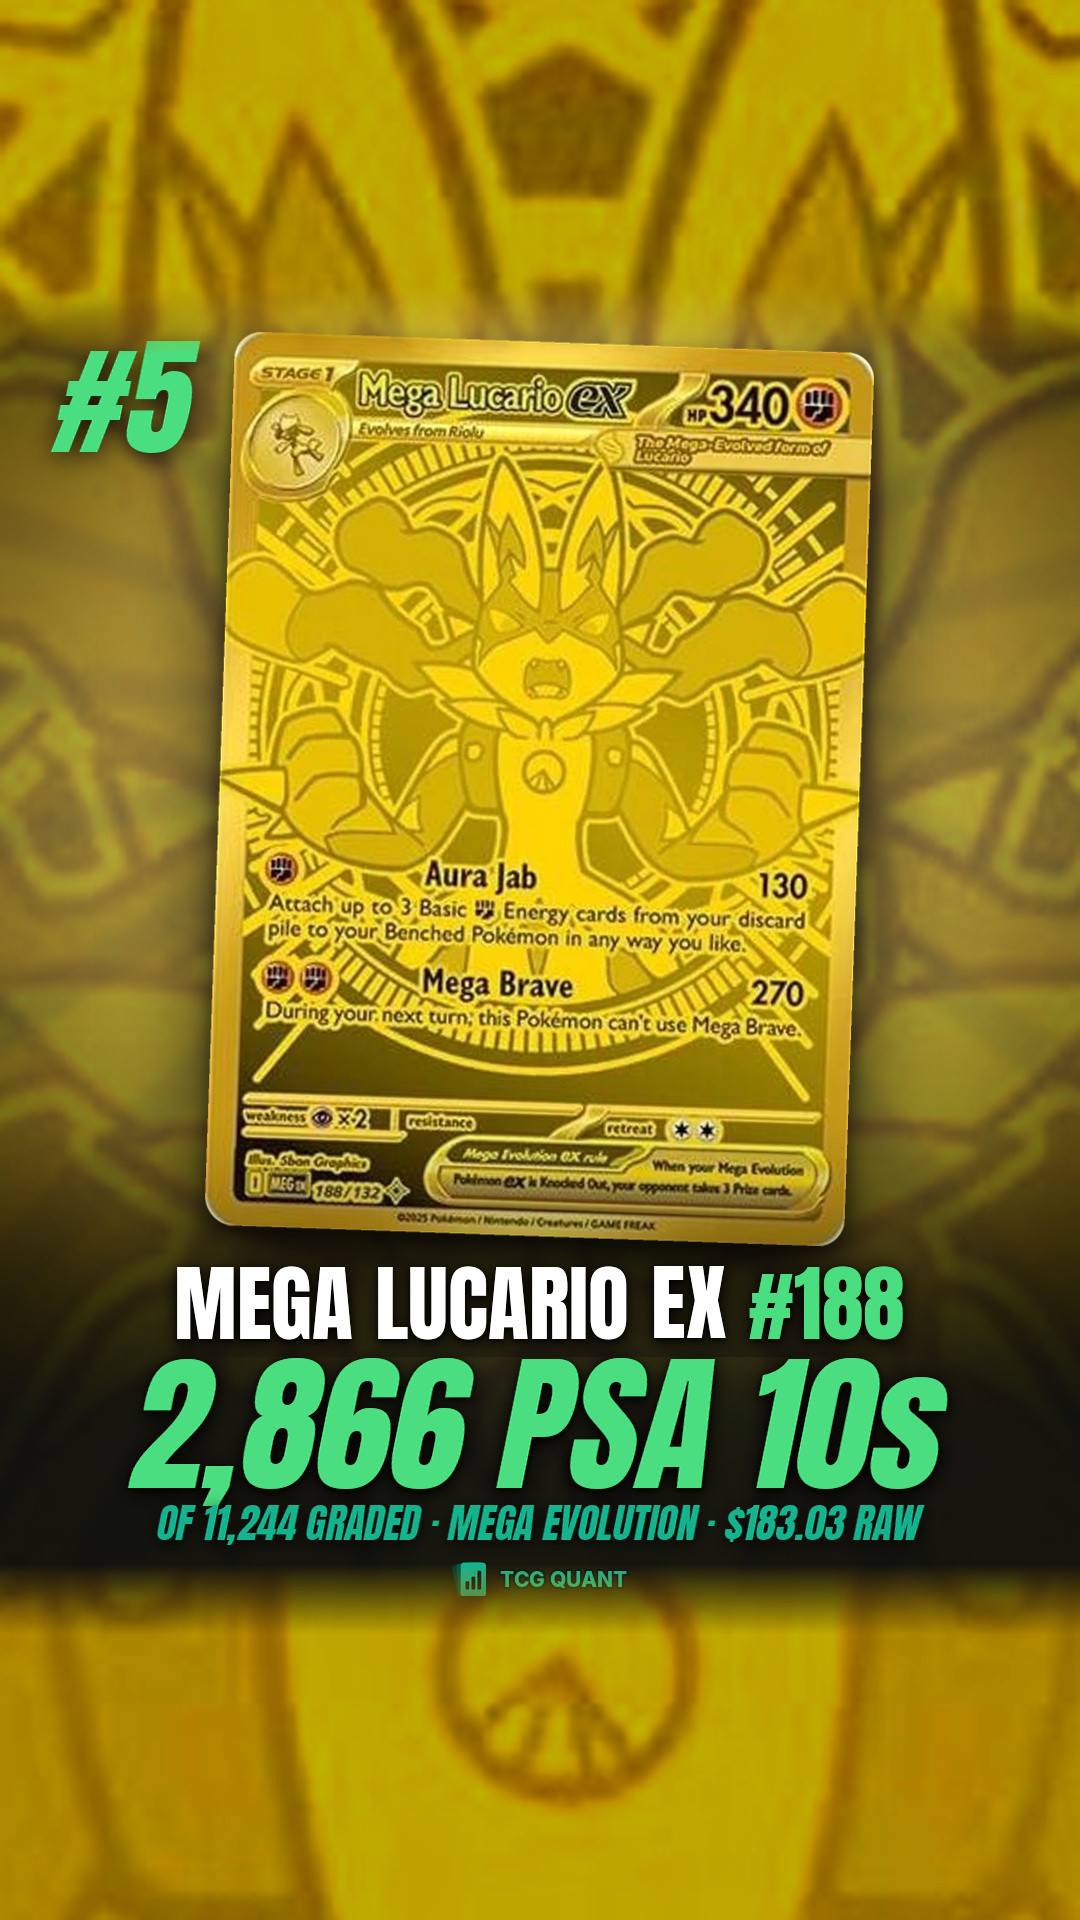 #5
STAGE 1
Mega Lucario ex
HP 340
Evolves from Riolu
The Mega-Evolved form of
Lucario
Aura Jab 130
Attach up to 3 Basic Energy cards from your discard
pile to your Benched Pokémon in any way you like.
Mega Brave 270
During your next turn, this Pokémon can't use Mega Brave.
weakness ×2 resistance retreat
Illus. 5ban Graphics
Mega Evolution ex rule
When your Mega Evolution
Pokémon ex is Knocked Out, your opponent takes 3 Prize cards.
I MEG EN 188/132
©2025 Pokémon / Nintendo / Creatures / GAME FREAK
MEGA LUCARIO EX #188
2,866 PSA 10s
OF 11,244 GRADED · MEGA EVOLUTION · $183.03 RAW
TCG QUANT